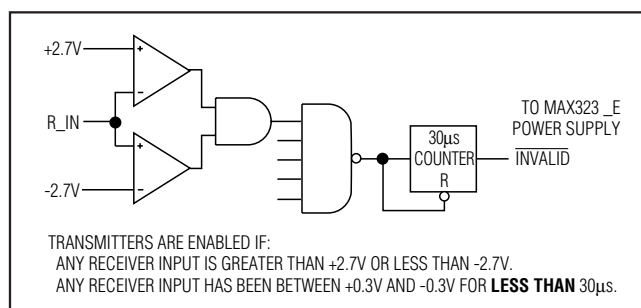 +2.7V
R_IN
-2.7V
TO MAX323 _E
POWER SUPPLY
30µs
COUNTER
R
INVALID
+
-
+
-
TRANSMITTERS ARE ENABLED IF:
ANY RECEIVER INPUT IS GREATER THAN +2.7V OR LESS THAN -2.7V.
ANY RECEIVER INPUT HAS BEEN BETWEEN +0.3V AND -0.3V FOR LESS THAN 30µs.